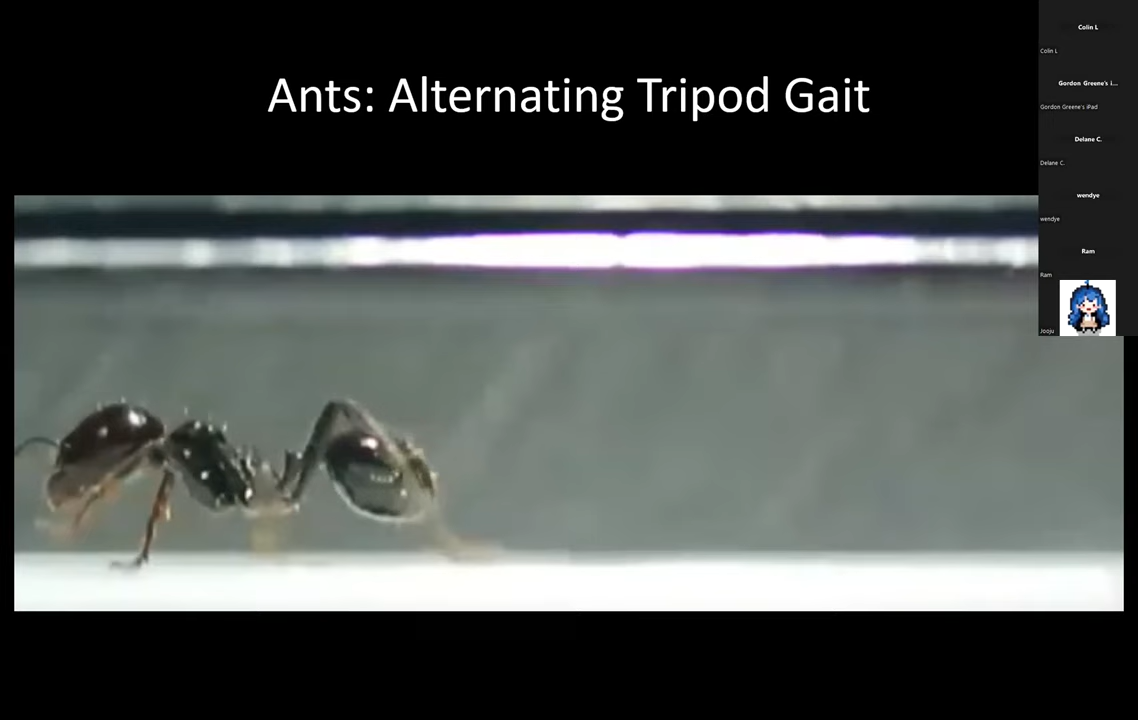 Ants: Alternating Tripod Gait
Colin L
Colin L
Gordon Greene's i...
Gordon Greene's iPad
Delane C.
Delane C.
wendye
wendye
Ram
Ram
Jooju